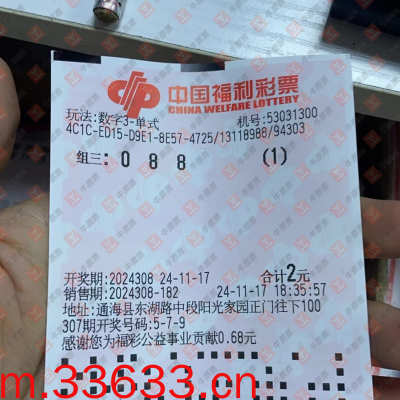 中国福利彩票
CHINA WELFARE LOTTERY
玩法:数字3-单式 机号:53031300
4C1C-ED15-D9E1-8E57-4725/13118988/94303
组三: 0 8 8 (1)
开奖期:2024308 24-11-17 合计2元
销售期:2024308-182 24-11-17 18:35:57
地址:通海县东湖路中段阳光家园正门往下100
307期开奖号码:5-7-9
感谢您为福彩公益事业贡献0.68元
m.33633.cn